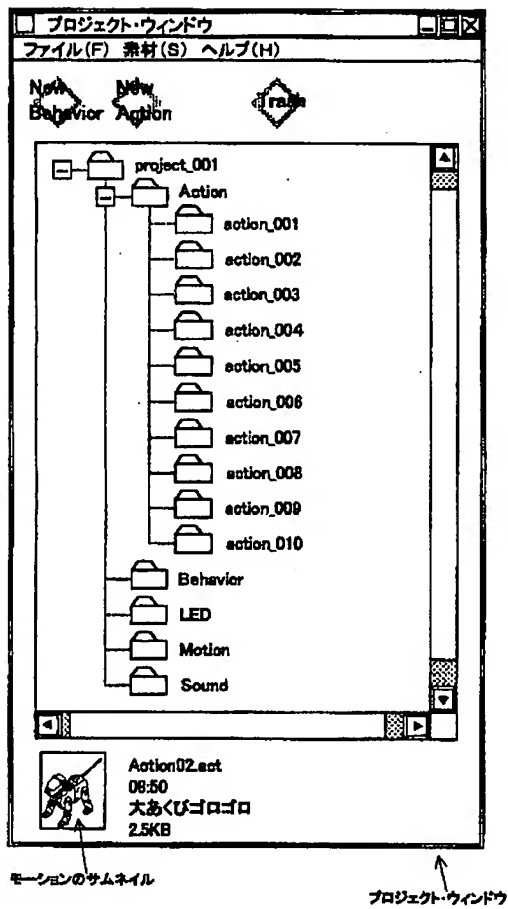 プロジェクト・ウィンドウ
ファイル(F) 素材(S) ヘルプ(H)
New Behavior
New Action
Trash
project_001
Action
action_001
action_002
action_003
action_004
action_005
action_006
action_007
action_008
action_009
action_010
Behavior
LED
Motion
Sound
Action02.act
08:50
大あくびゴロゴロ
2.5KB
モーションのサムネイル
プロジェクト・ウィンドウ